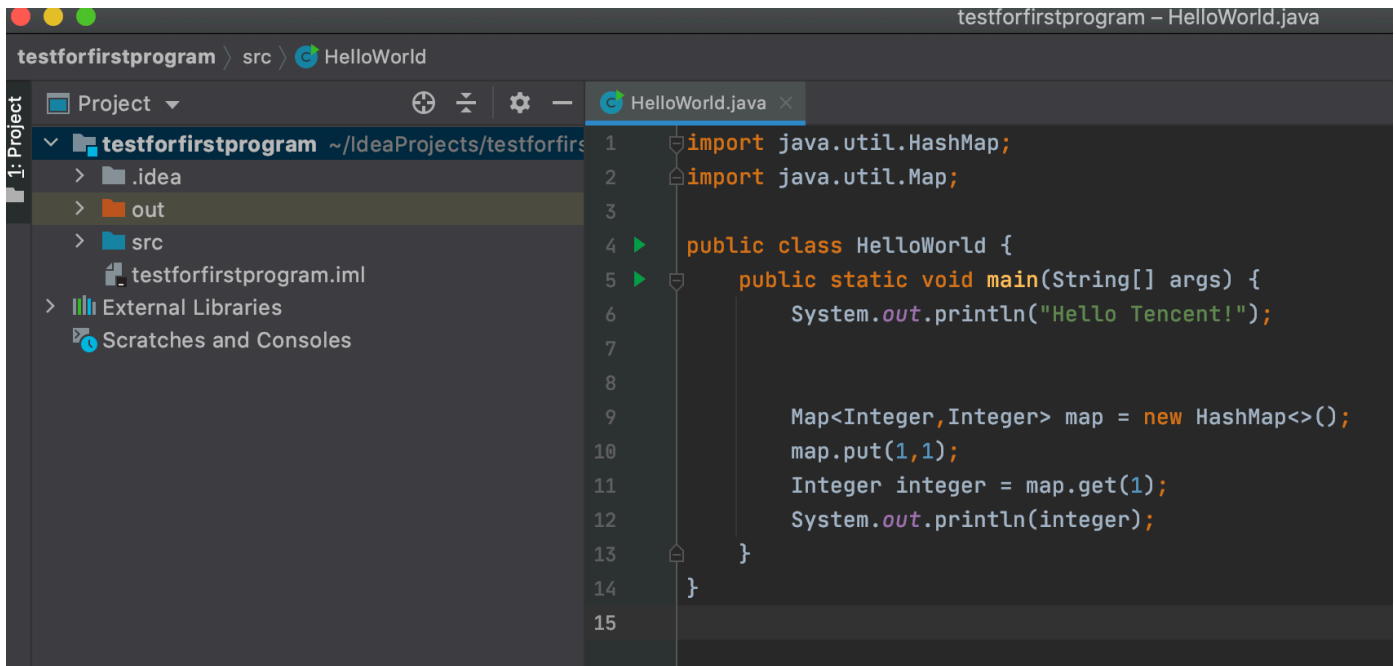 testforfirstprogram – HelloWorld.java
testforfirstprogram 〉 src 〉 HelloWorld
1: Project
Project
testforfirstprogram ~/IdeaProjects/testforfirs
.idea
out
src
testforfirstprogram.iml
External Libraries
Scratches and Consoles
HelloWorld.java
1 import java.util.HashMap;
2 import java.util.Map;
3
4 public class HelloWorld {
5     public static void main(String[] args) {
6         System.out.println("Hello Tencent!");
7
8
9         Map<Integer,Integer> map = new HashMap<>();
10         map.put(1,1);
11         Integer integer = map.get(1);
12         System.out.println(integer);
13     }
14 }
15